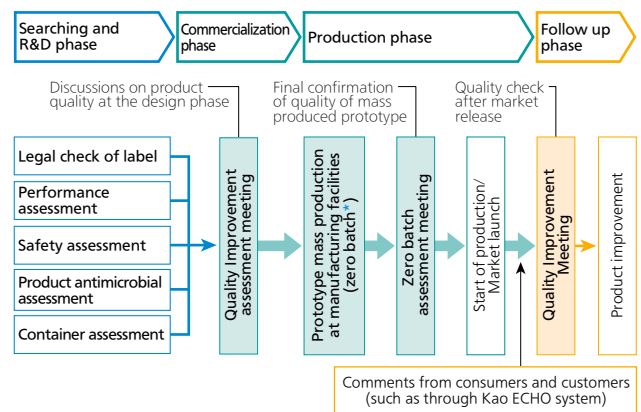 Searching and
R&D phase
Commercialization
phase
Production phase
Follow up
phase
Discussions on product
quality at the design phase
Final confirmation
of quality of mass
produced prototype
Quality check
after market
release
Legal check of label
Performance
assessment
Safety assessment
Product antimicrobial
assessment
Container assessment
Quality Improvement
assessment meeting
Prototype mass production
at manufacturing facilities
(zero batch*)
Zero batch
assessment meeting
Start of production/
Market launch
Quality Improvement
Meeting
Product improvement
Comments from consumers and customers
(such as through Kao ECHO system)